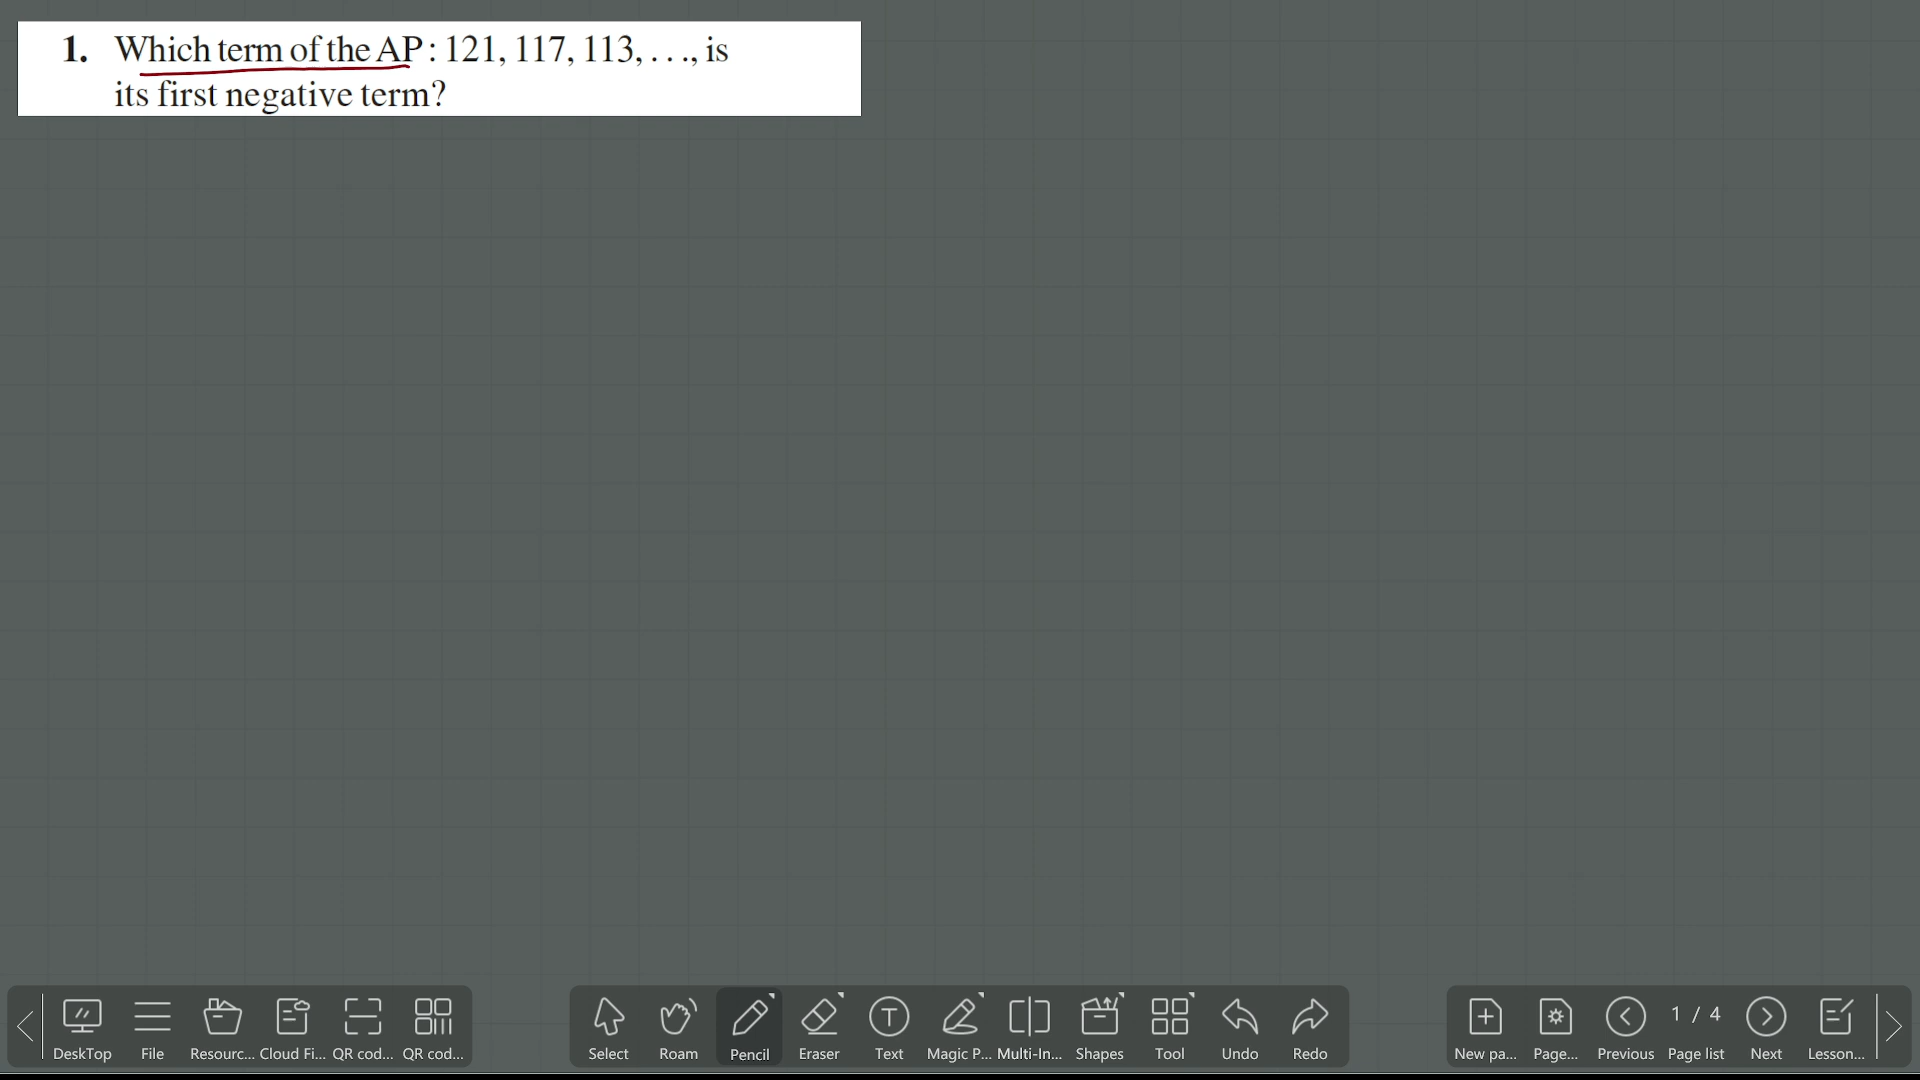 1. Which term of the AP : 121, 117, 113, . . ., is
its first negative term?
DeskTop File Resourc... Cloud Fi... QR cod... QR cod... Select Roam Pencil Eraser Text Magic P... Multi-In... Shapes Tool Undo Redo New pa... Page... Previous 1 / 4 Page list Next Lesson...